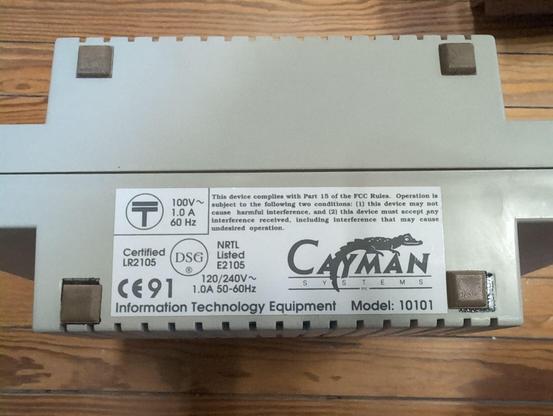 100V~
1.0 A
60 Hz
This device complies with Part 15 of the FCC Rules. Operation is
subject to the following two conditions: (1) this device may not
cause harmful interference, and (2) this device must accept any
interference received, including interference that may cause
undesired operation.
Certified
LR2105
DSG
®
NRTL
Listed
E2105
CE 91
120/240V~
1.0A 50-60Hz
CAYMAN
SYSTEMS
Information Technology Equipment Model: 10101